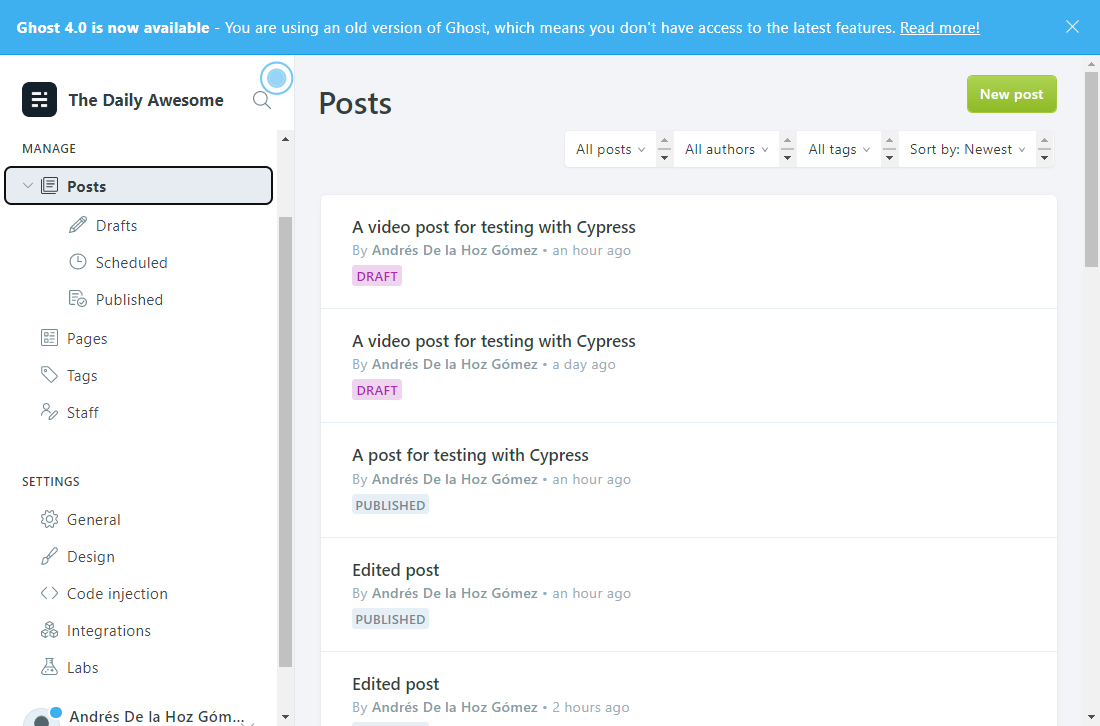 Ghost 4.0 is now available - You are using an old version of Ghost, which means you don't have access to the latest features. Read more!
The Daily Awesome
MANAGE
Posts
Drafts
Scheduled
Published
Pages
Tags
Staff
SETTINGS
General
Design
Code injection
Integrations
Labs
Andrés De la Hoz Góm...
Posts
New post
All posts
All authors
All tags
Sort by: Newest
A video post for testing with Cypress
By Andrés De la Hoz Gómez • an hour ago
DRAFT
A video post for testing with Cypress
By Andrés De la Hoz Gómez • a day ago
DRAFT
A post for testing with Cypress
By Andrés De la Hoz Gómez • an hour ago
PUBLISHED
Edited post
By Andrés De la Hoz Gómez • an hour ago
PUBLISHED
Edited post
By Andrés De la Hoz Gómez • 2 hours ago